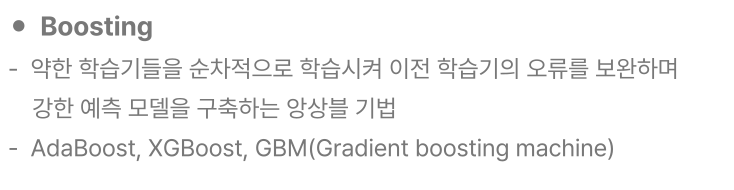 • Boosting
- 약한 학습기들을 순차적으로 학습시켜 이전 학습기의 오류를 보완하며
강한 예측 모델을 구축하는 앙상블 기법
- AdaBoost, XGBoost, GBM(Gradient boosting machine)